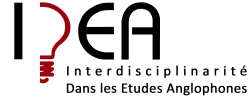 IDEA
Interdisciplinarité
Dans les Etudes Anglophones